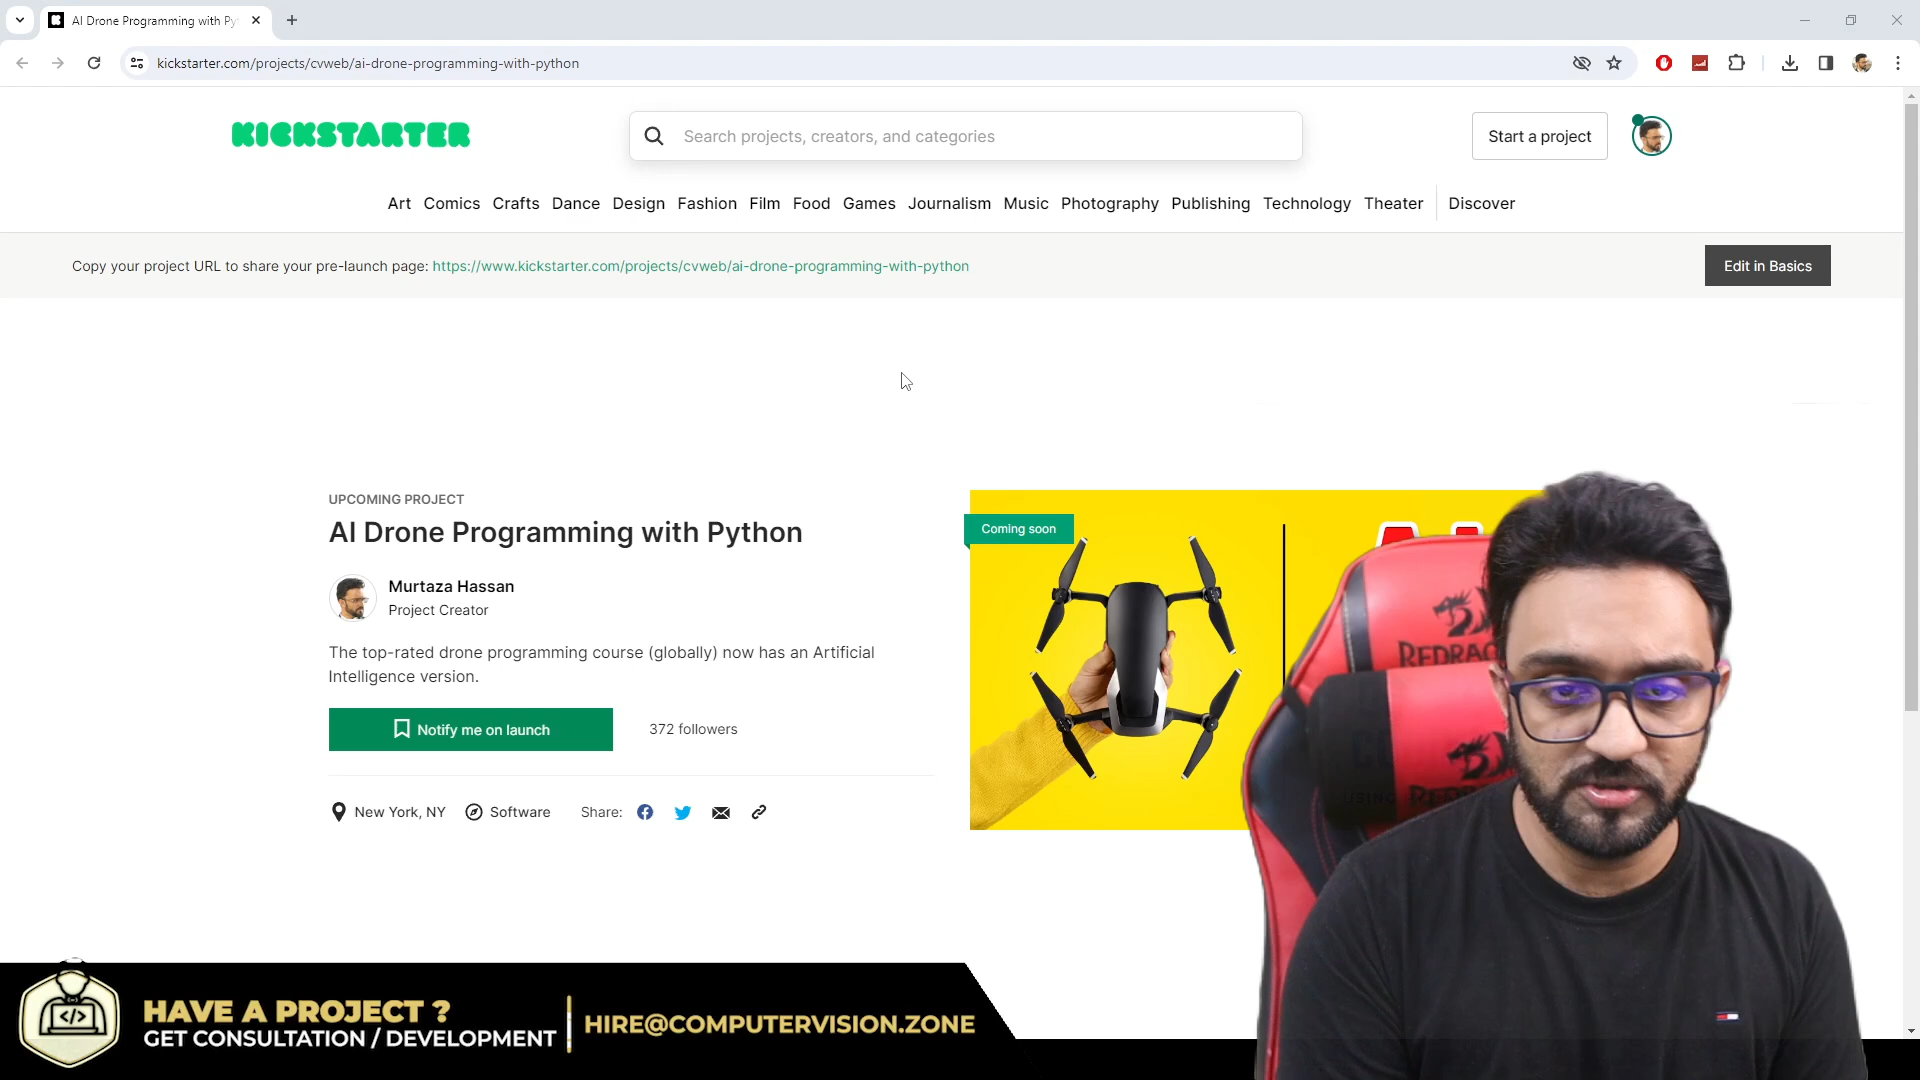 AI Drone Programming with Py
kickstarter.com/projects/cvweb/ai-drone-programming-with-python
KICKSTARTER
Search projects, creators, and categories
Start a project
Art Comics Crafts Dance Design Fashion Film Food Games Journalism Music Photography Publishing Technology Theater Discover
Copy your project URL to share your pre-launch page: https://www.kickstarter.com/projects/cvweb/ai-drone-programming-with-python
Edit in Basics
UPCOMING PROJECT
AI Drone Programming with Python
Murtaza Hassan
Project Creator
The top-rated drone programming course (globally) now has an Artificial
Intelligence version.
Notify me on launch
372 followers
New York, NY
Software
Share:
Coming soon
HAVE A PROJECT ?
GET CONSULTATION / DEVELOPMENT
HIRE@COMPUTERVISION.ZONE